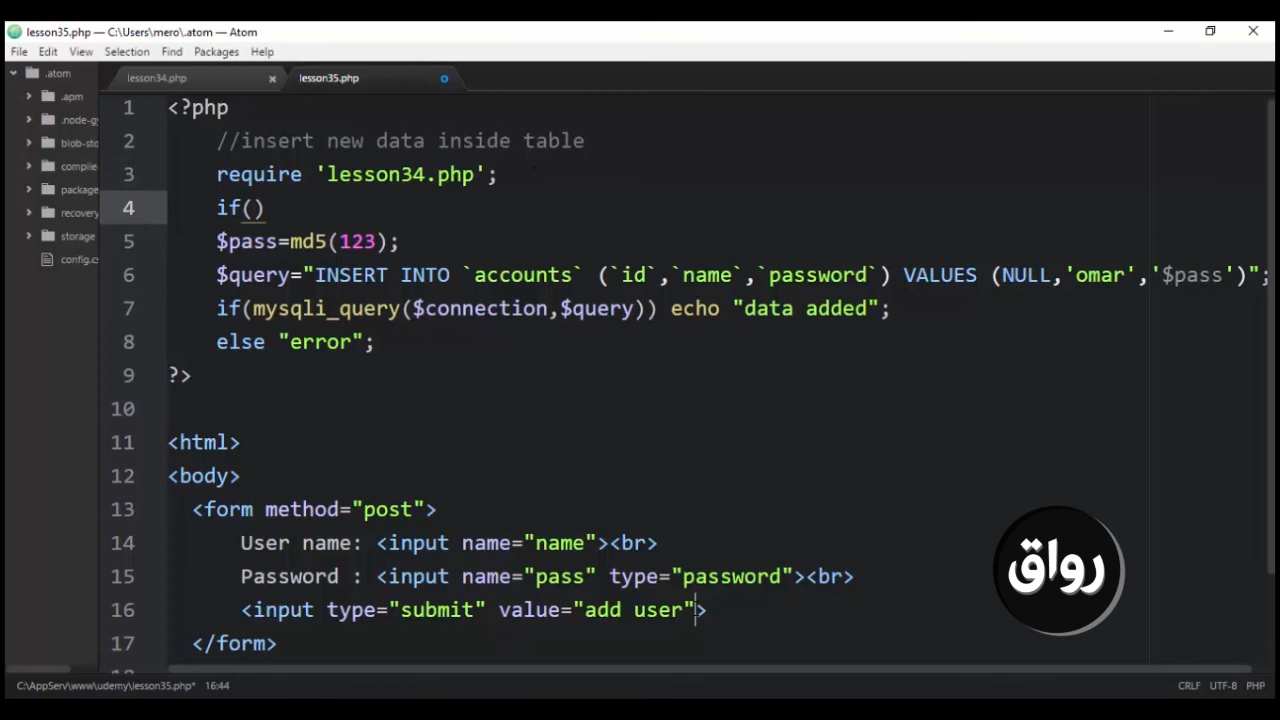 lesson35.php — C:\Users\mero\.atom — Atom
File Edit View Selection Find Packages Help
.atom
.apm
.node-g
blob-sto
compile
package
recovery
storage
config.cs
lesson34.php
lesson35.php
1 <?php
2 //insert new data inside table
3 require 'lesson34.php';
4 if()
5 $pass=md5(123);
6 $query="INSERT INTO `accounts` (`id`,`name`,`password`) VALUES (NULL,'omar','$pass')";
7 if(mysqli_query($connection,$query)) echo "data added";
8 else "error";
9 ?>
10
11 <html>
12 <body>
13 <form method="post">
14 User name: <input name="name"><br>
15 Password : <input name="pass" type="password"><br>
16 <input type="submit" value="add user">
17 </form>
رواق
C:\AppServ\www\udemy\lesson35.php* 16:44
CRLF UTF-8 PHP